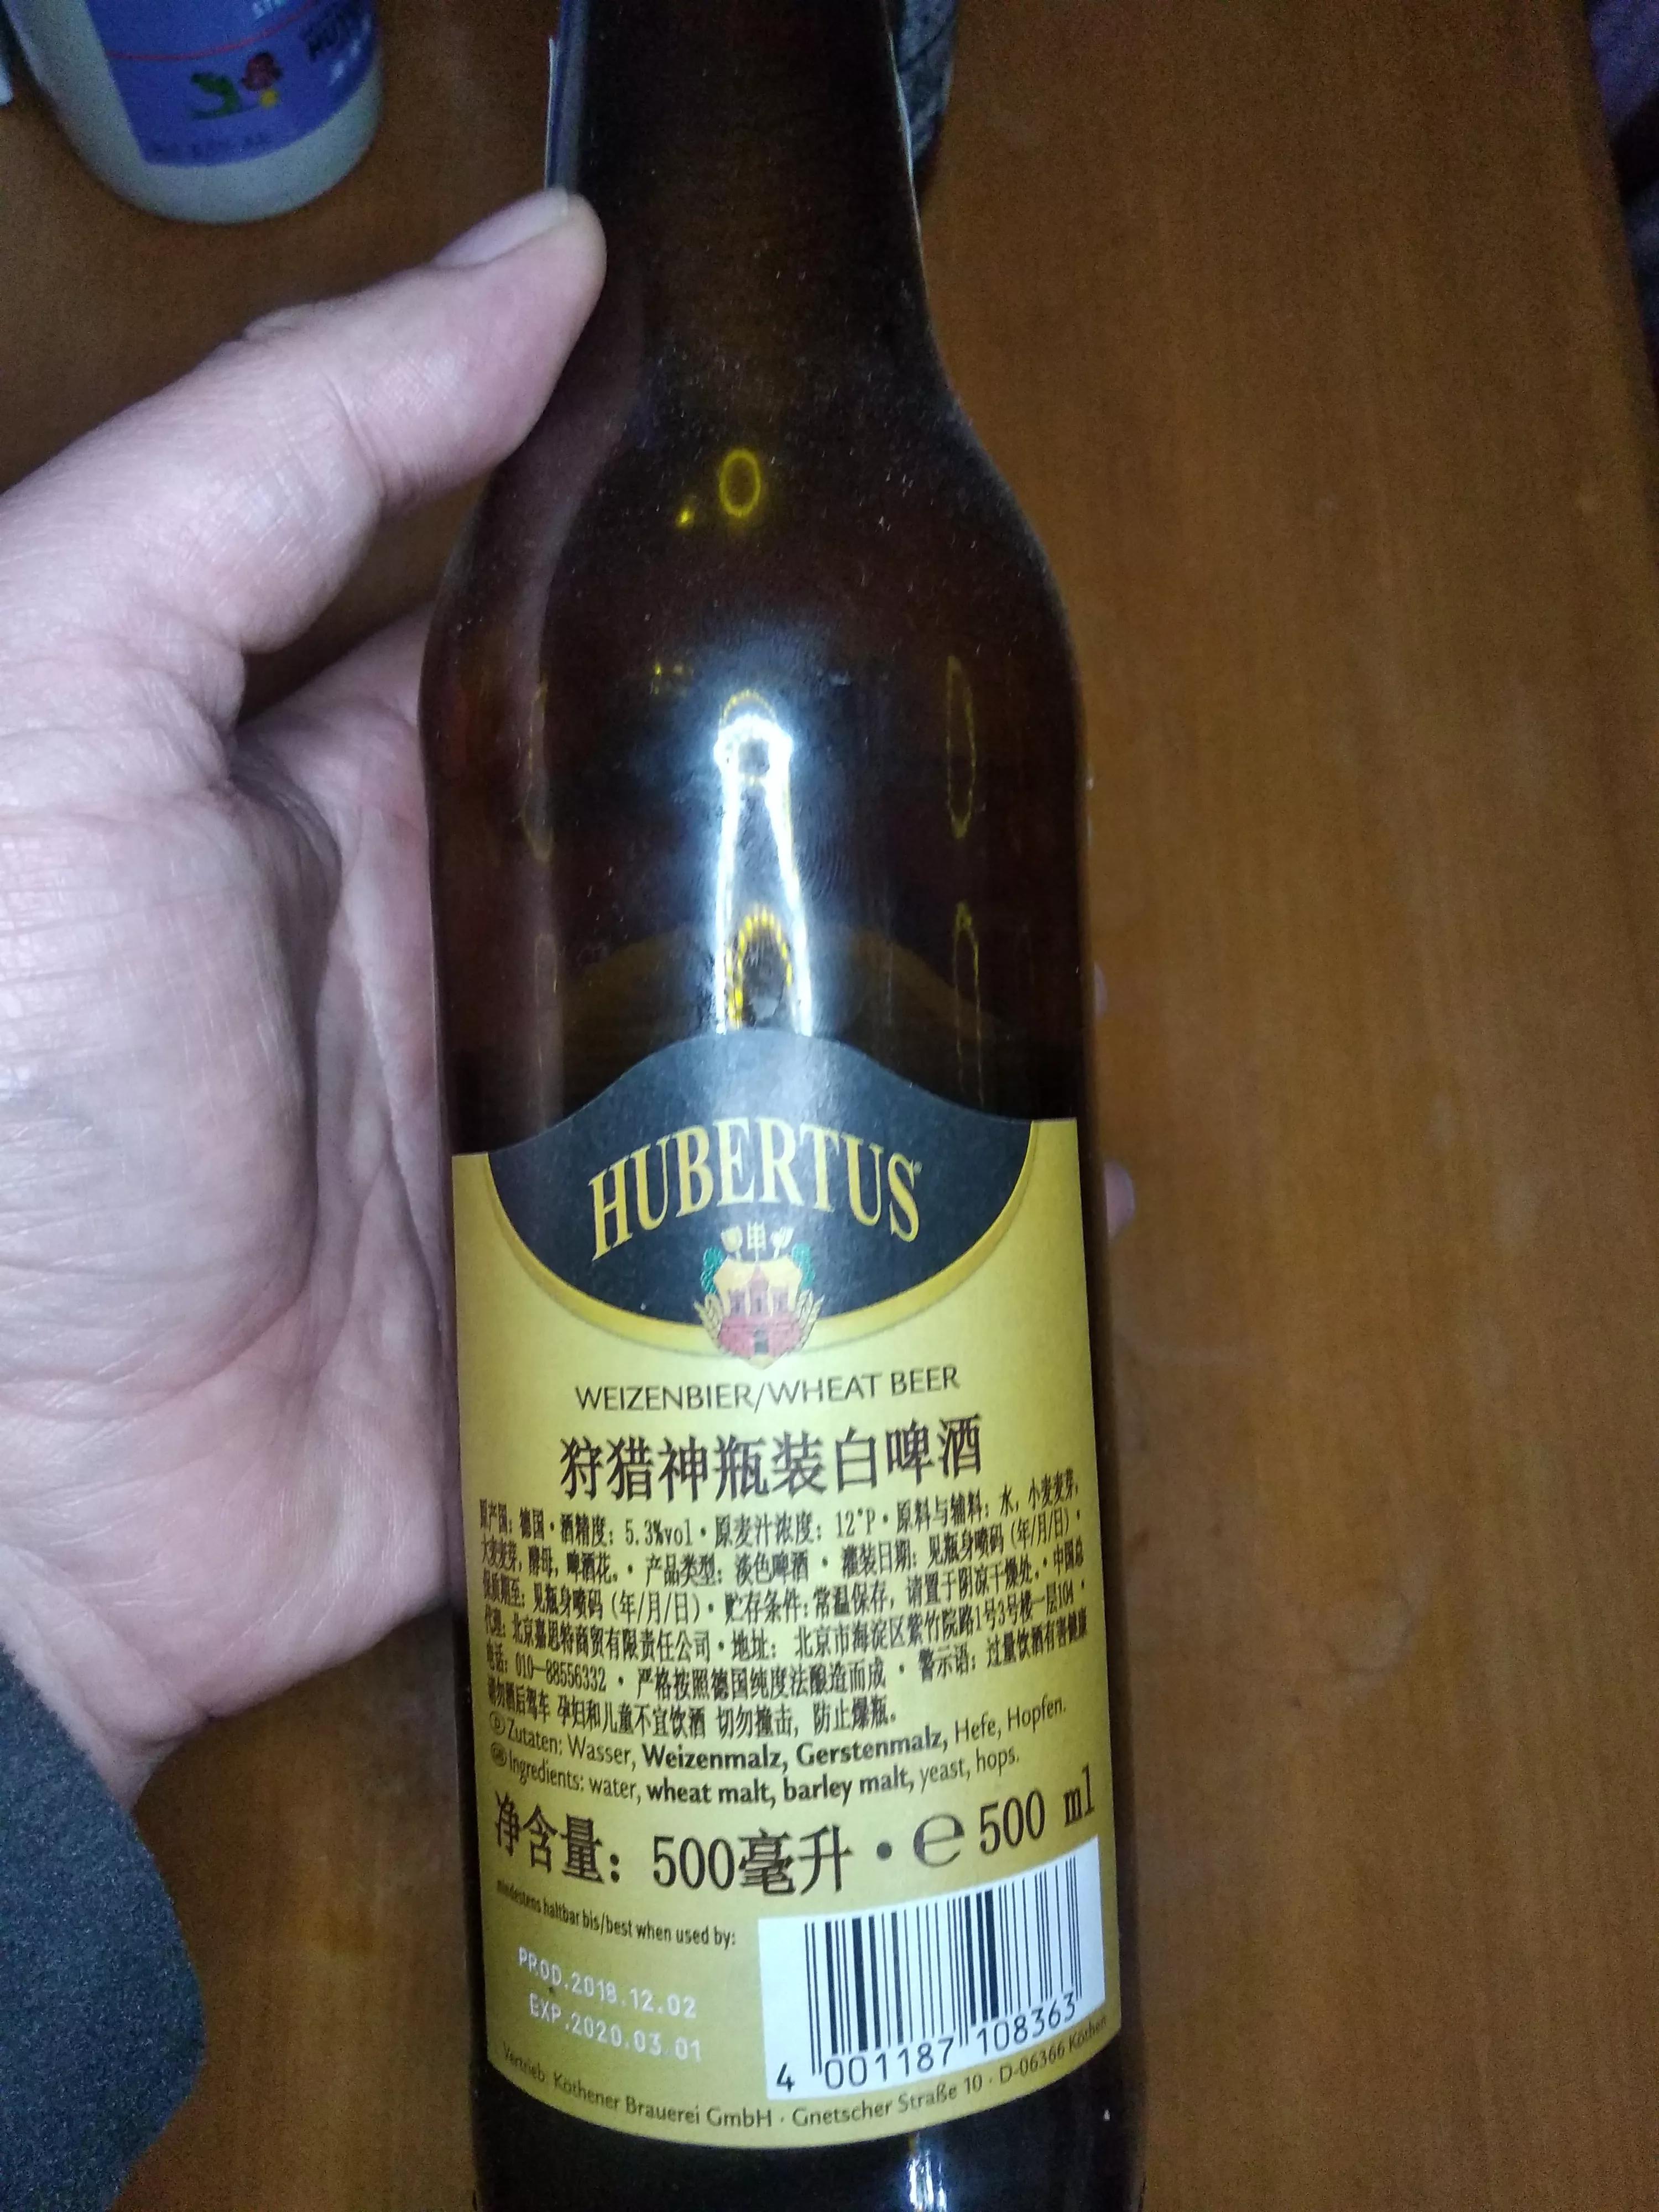 HUBERTUS
WEIZENBIER/WHEAT BEER
狩猎神瓶装白啤酒
原产国：德国·酒精度：5.3%vol·原麦汁浓度：12°P·原料与辅料：水，小麦麦芽，
大麦麦芽，酵母，啤酒花。·产品类型：淡色啤酒·灌装日期：见瓶身喷码（年/月/日）·
保质期至：见瓶身喷码（年/月/日）·贮存条件：常温保存，请置于阴凉干燥处。·中国总
代理：北京嘉思特商贸有限责任公司·地址：北京市海淀区紫竹院路1号3号楼一层104·
电话：010-88556332·严格按照德国纯度法酿造而成·警示语：过量饮酒有害健康
请勿酒后驾车 孕妇和儿童不宜饮酒 切勿撞击，防止爆瓶。
D Zutaten: Wasser, Weizenmalz, Gerstenmalz, Hefe, Hopfen.
GB Ingredients: water, wheat malt, barley malt, yeast, hops.
净含量：500毫升·℮ 500 ml
mindestens haltbar bis/best when used by:
PROD.2018.12.02
EXP.2020.03.01
4 001187 108363
Vertrieb: Köthener Brauerei GmbH · Gnetscher Straße 10 · D-06366 Köthen